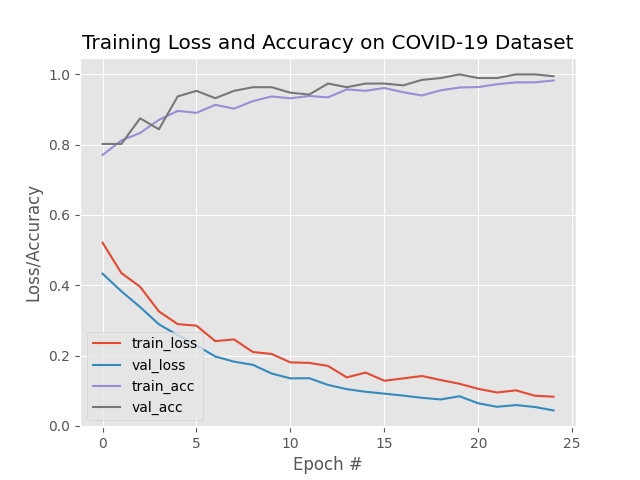 Training Loss and Accuracy on COVID-19 Dataset
1.0
0.8
0.6
0.4
0.2
0.0
Loss/Accuracy
train_loss
val_loss
train_acc
val_acc
0 5 10 15 20 25
Epoch #